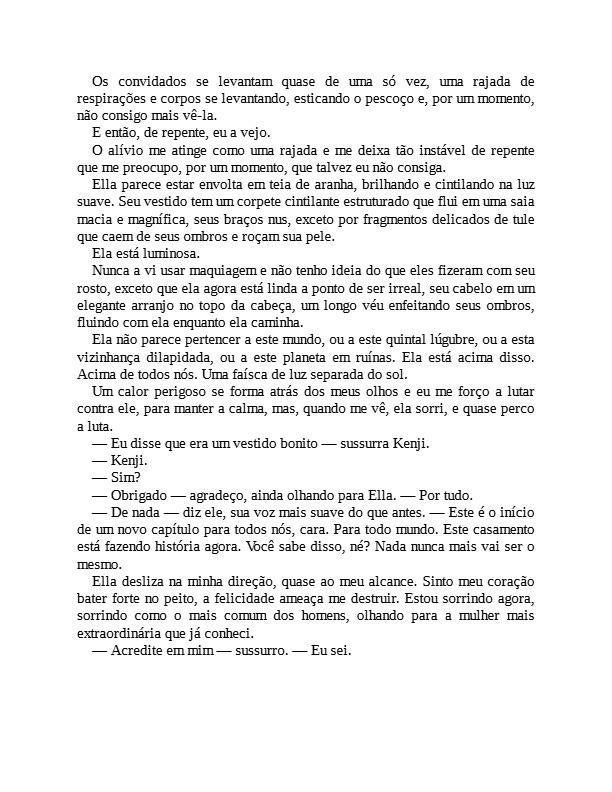 Os convidados se levantam quase de uma só vez, uma rajada de
respirações e corpos se levantando, esticando o pescoço e, por um momento,
não consigo mais vê-la.
E então, de repente, eu a vejo.
O alívio me atinge como uma rajada e me deixa tão instável de repente
que me preocupo, por um momento, que talvez eu não consiga.
Ella parece estar envolta em teia de aranha, brilhando e cintilando na luz
suave. Seu vestido tem um corpete cintilante estruturado que flui em uma saia
macia e magnífica, seus braços nus, exceto por fragmentos delicados de tule
que caem de seus ombros e roçam sua pele.
Ela está luminosa.
Nunca a vi usar maquiagem e não tenho ideia do que eles fizeram com seu
rosto, exceto que ela agora está linda a ponto de ser irreal, seu cabelo em um
elegante arranjo no topo da cabeça, um longo véu enfeitando seus ombros,
fluindo com ela enquanto ela caminha.
Ela não parece pertencer a este mundo, ou a este quintal lúgubre, ou a esta
vizinhança dilapidada, ou a este planeta em ruínas. Ela está acima disso.
Acima de todos nós. Uma faísca de luz separada do sol.
Um calor perigoso se forma atrás dos meus olhos e eu me forço a lutar
contra ele, para manter a calma, mas, quando me vê, ela sorri, e quase perco
a luta.
— Eu disse que era um vestido bonito — sussurra Kenji.
— Kenji.
— Sim?
— Obrigado — agradeço, ainda olhando para Ella. — Por tudo.
— De nada — diz ele, sua voz mais suave do que antes. — Este é o início
de um novo capítulo para todos nós, cara. Para todo mundo. Este casamento
está fazendo história agora. Você sabe disso, né? Nada nunca mais vai ser o
mesmo.
Ella desliza na minha direção, quase ao meu alcance. Sinto meu coração
bater forte no peito, a felicidade ameaça me destruir. Estou sorrindo agora,
sorrindo como o mais comum dos homens, olhando para a mulher mais
extraordinária que já conheci.
— Acredite em mim — sussurro. — Eu sei.